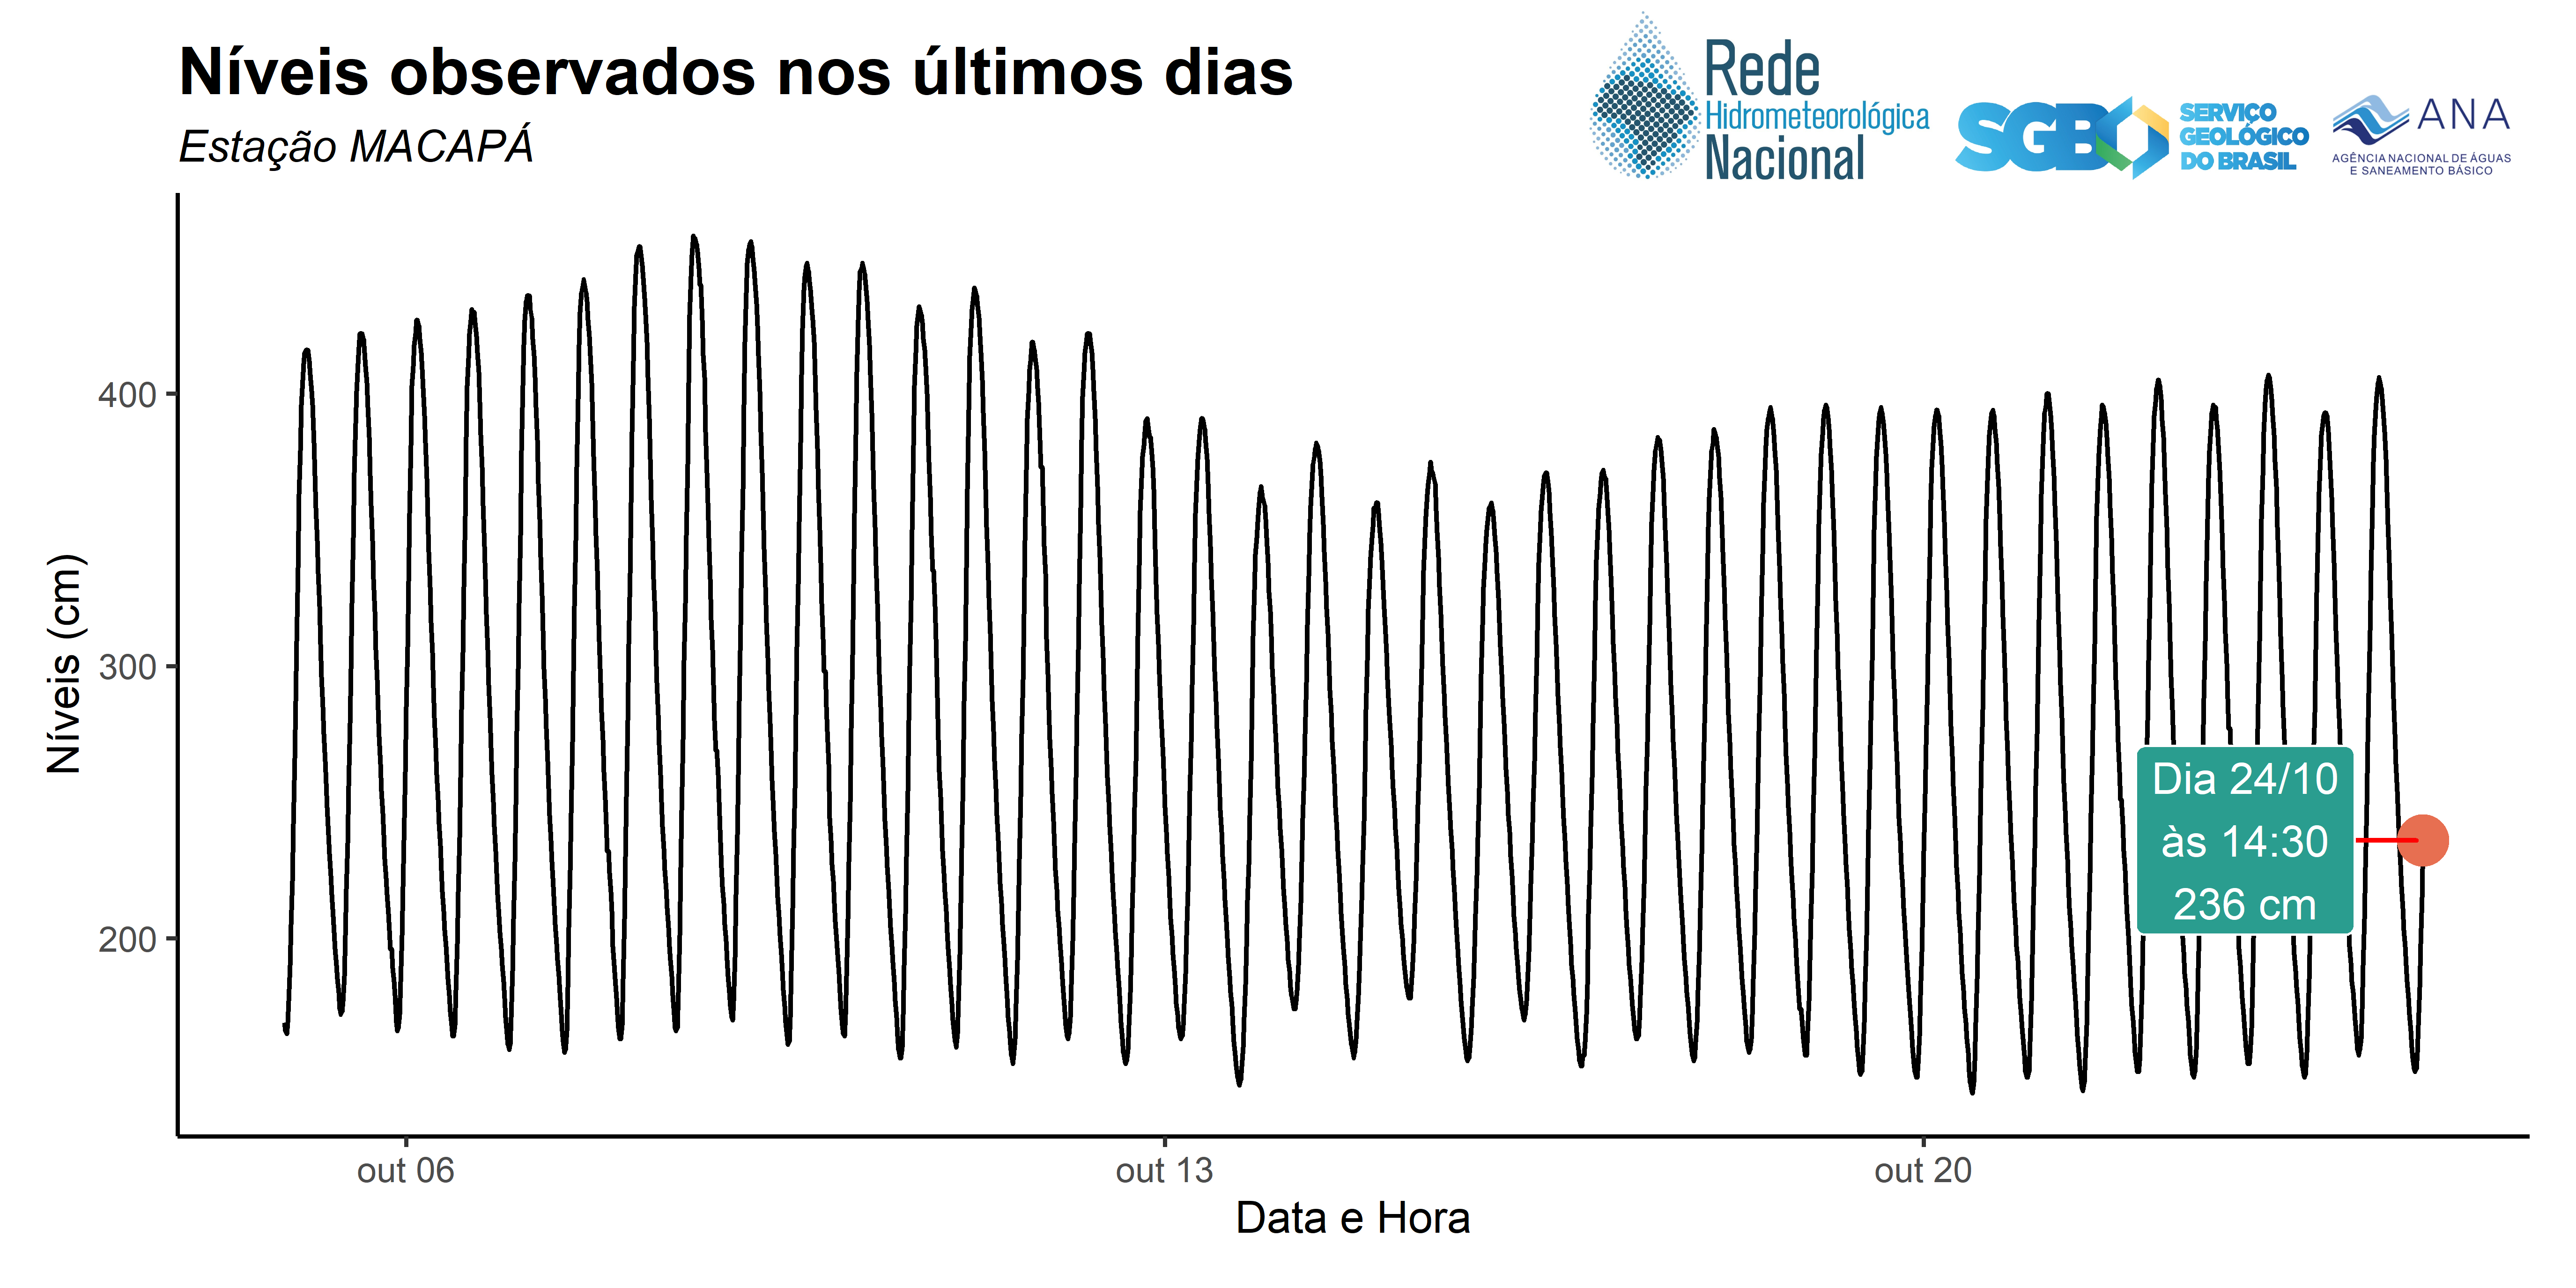 Níveis observados nos últimos dias
Estação MACAPÁ
Rede
Hidrometeorológica
Nacional
SGB
SERVIÇO
GEOLÓGICO
DO BRASIL
ANA
AGÊNCIA NACIONAL DE ÁGUAS
E SANEAMENTO BÁSICO
Níveis (cm)
400
300
200
Dia 24/10
às 14:30
236 cm
out 06
out 13
out 20
Data e Hora